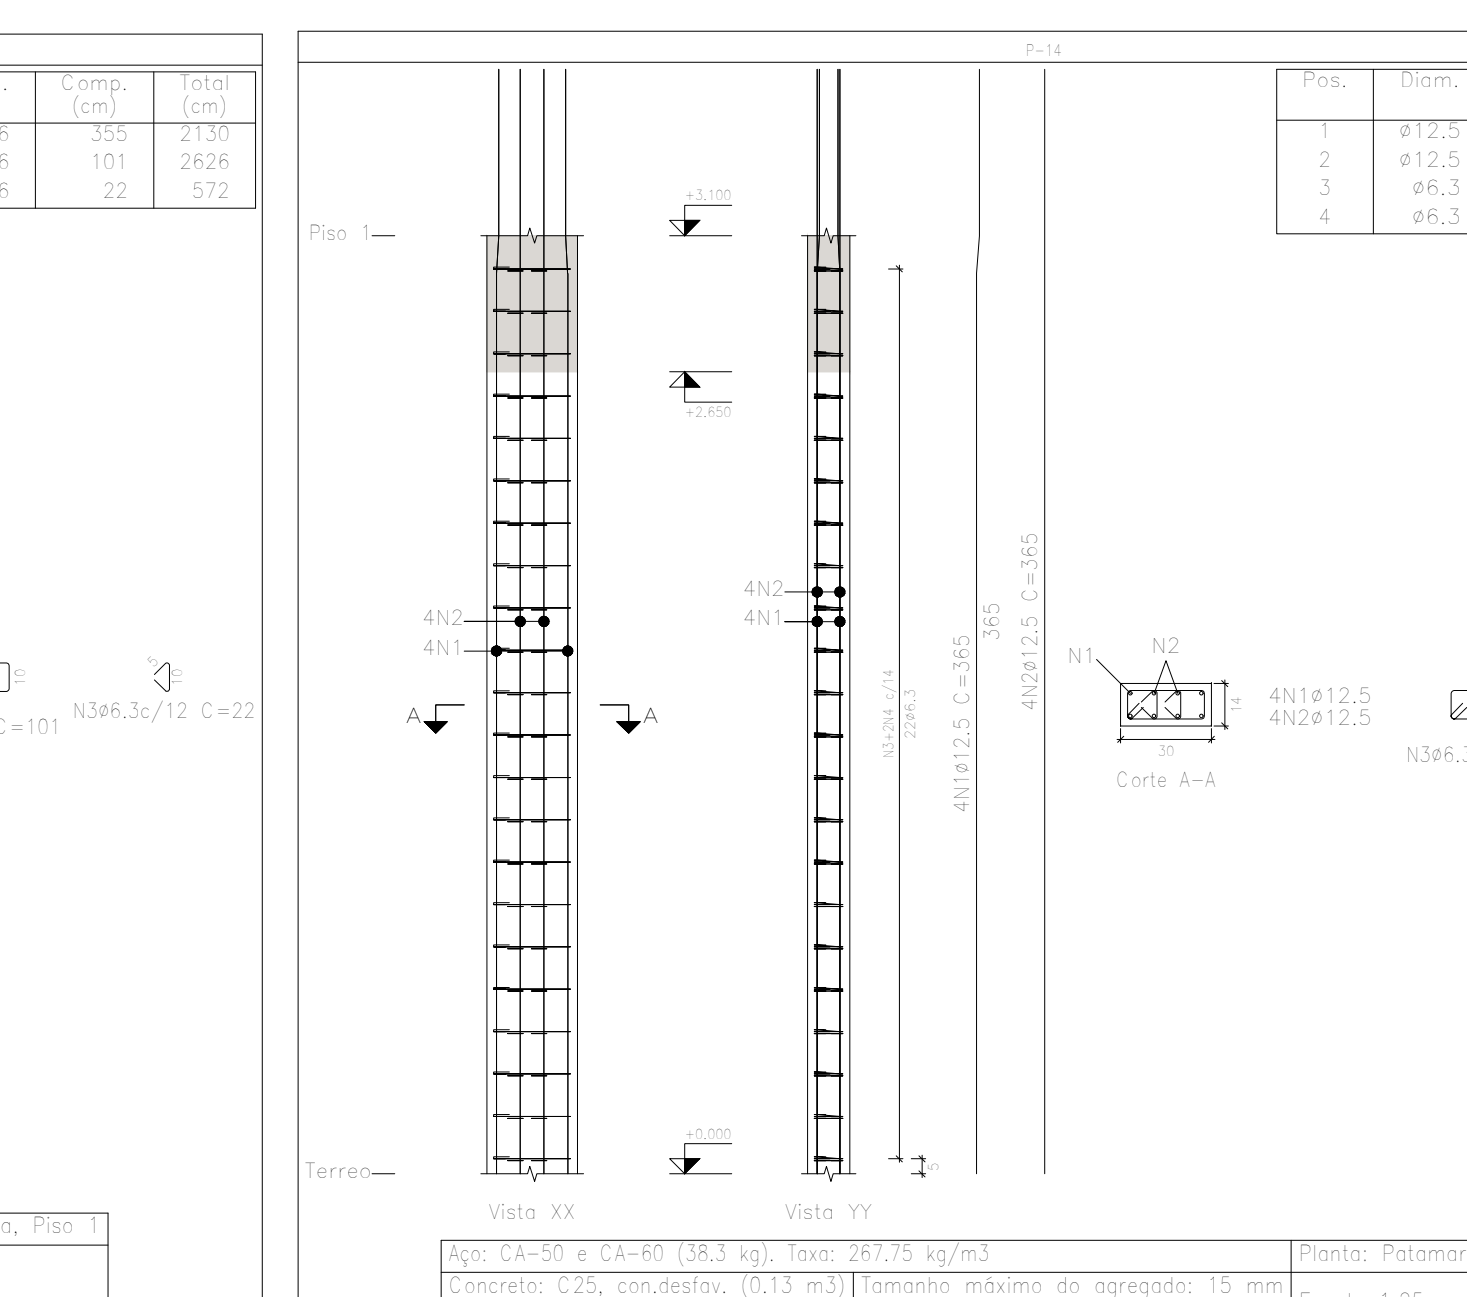 P-14
Comp. Total
(cm) (cm)
355 2130
101 2626
22 572
Pos. Diam.
1 ø12.5
2 ø12.5
3 ø6.3
4 ø6.3
+3.100
Piso 1
+2.650
4N2
4N1
4N2
4N1
A
A
N3+2N4 c/14
22ø6.3
4N1ø12.5 C=365
365
4N2ø12.5 C=365
N1
N2
14
30
Corte A-A
4N1ø12.5
4N2ø12.5
10
5
10
N3ø6.3c/12 C=22
C=101
+0.000
5
Terreo
Vista XX
Vista YY
Piso 1
Aço: CA-50 e CA-60 (38.3 kg). Taxa: 267.75 kg/m3
Planta: Patamar
Concreto: C25, con.desfav. (0.13 m3)
Tamanho máximo do agregado: 15 mm